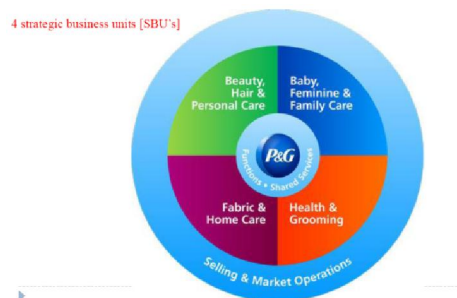 4 strategic business units [SBU's]
Beauty,
Hair &
Personal Care
Baby,
Feminine &
Family Care
P&G
Functions + Shared Services
Fabric &
Home Care
Health &
Grooming
Selling & Market Operations